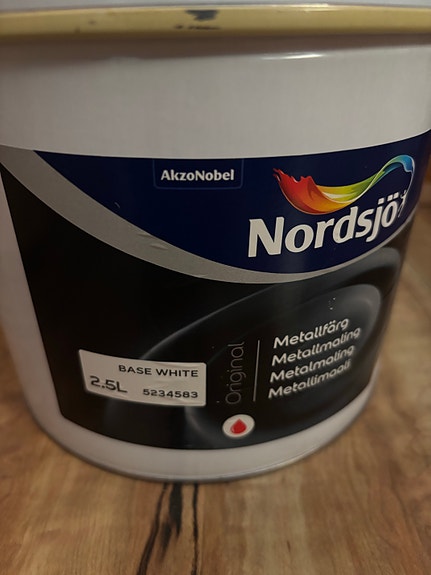 AkzoNobel
Nordsjö
Original
Metallfärg
Metallmaling
Metalmaling
Metallimaali
BASE WHITE
2.5L 5234583